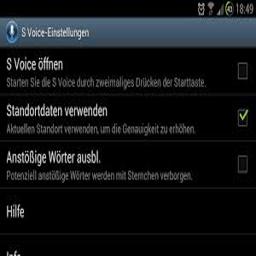 43 18:49
S Voice-Einstellungen
S Voice öffnen
Starten Sie die S Voice durch zweimaliges Drücken der Starttaste.
Standortdaten verwenden
Aktuellen Standort verwenden, um die Genauigkeit zu erhöhen.
Anstößige Wörter ausbl.
Potenziell anstößige Wörter werden mit Sternchen verborgen.
Hilfe
Info